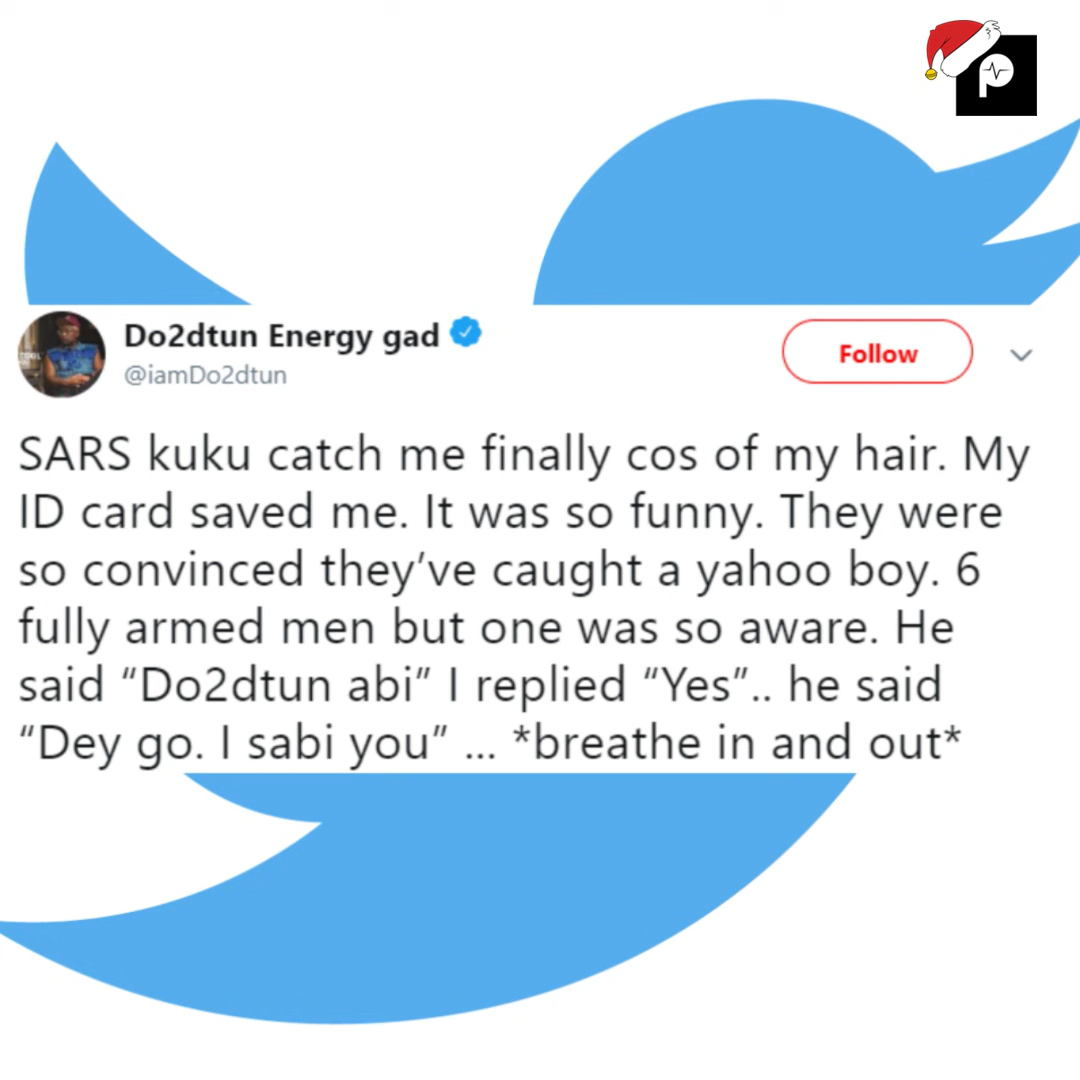 Do2dtun Energy gad
@iamDo2dtun
Follow
SARS kuku catch me finally cos of my hair. My
ID card saved me. It was so funny. They were
so convinced they’ve caught a yahoo boy. 6
fully armed men but one was so aware. He
said “Do2dtun abi” I replied “Yes”.. he said
“Dey go. I sabi you” ... *breathe in and out*